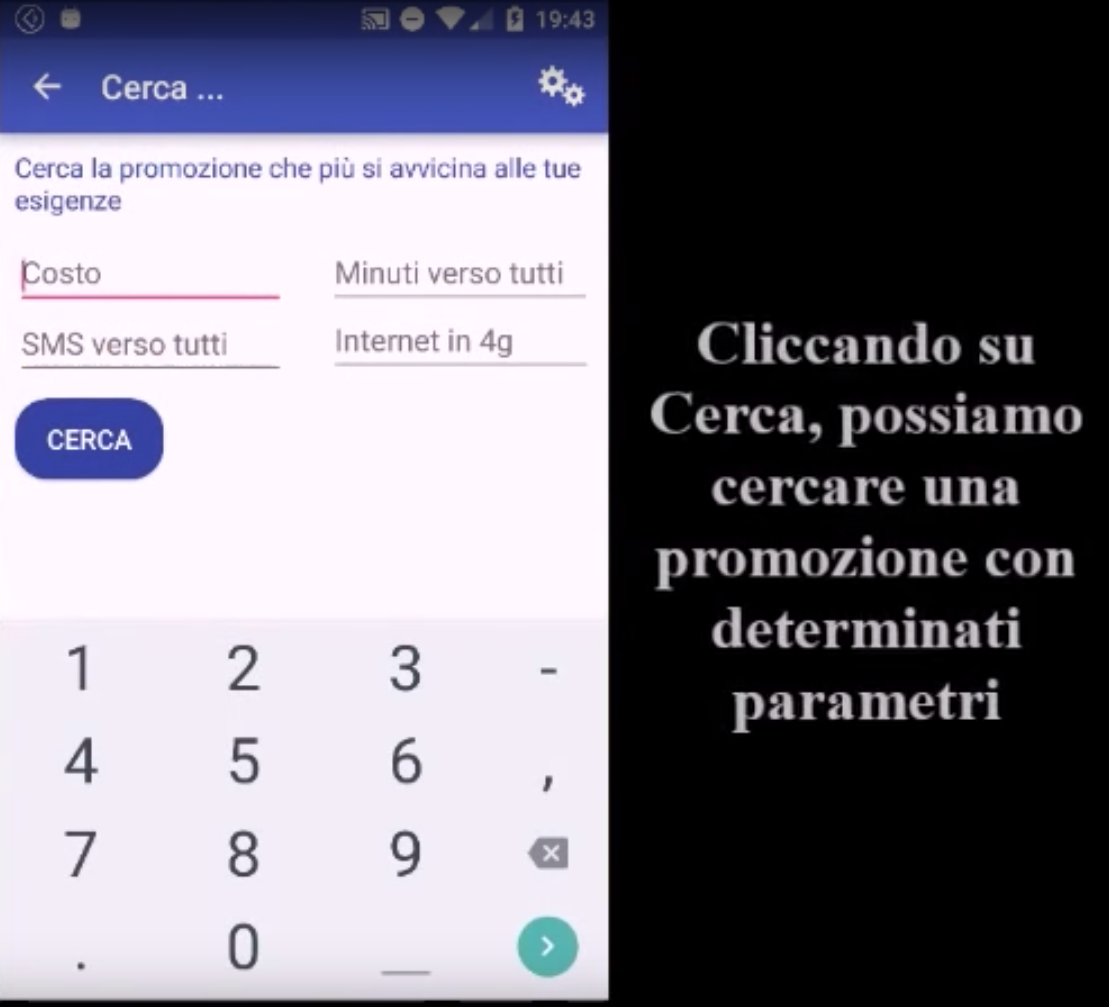 19:43
Cerca ...
Cerca la promozione che più si avvicina alle tue
esigenze
Costo
Minuti verso tutti
SMS verso tutti
Internet in 4g
CERCA
1 2 3 -
4 5 6 ,
7 8 9
. 0 _
Cliccando su
Cerca, possiamo
cercare una
promozione con
determinati
parametri